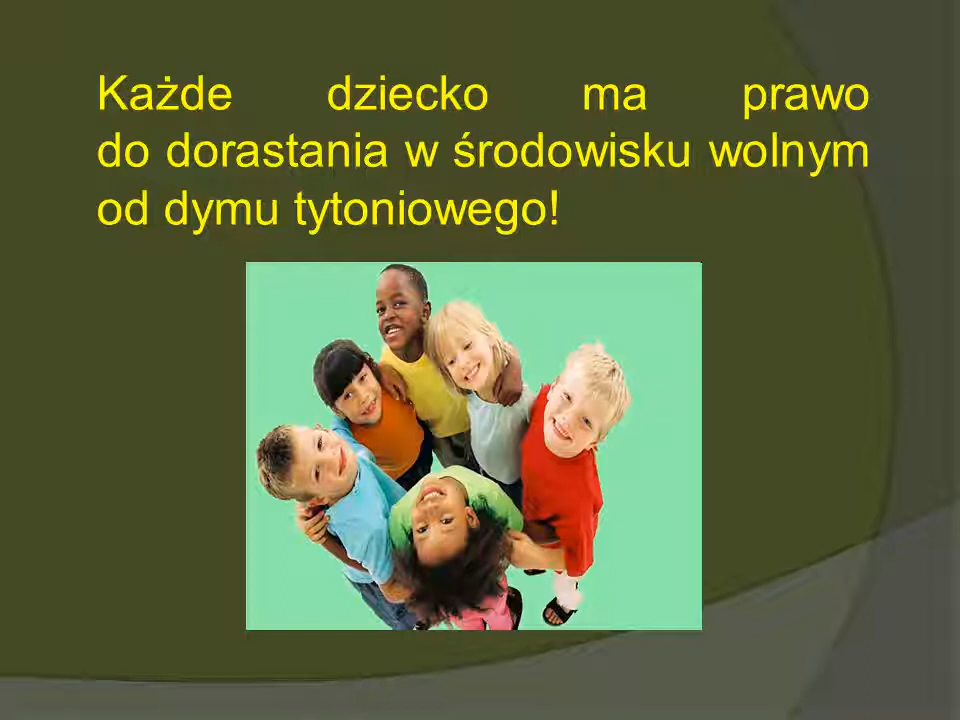 Każde dziecko ma prawo
do dorastania w środowisku wolnym
od dymu tytoniowego!